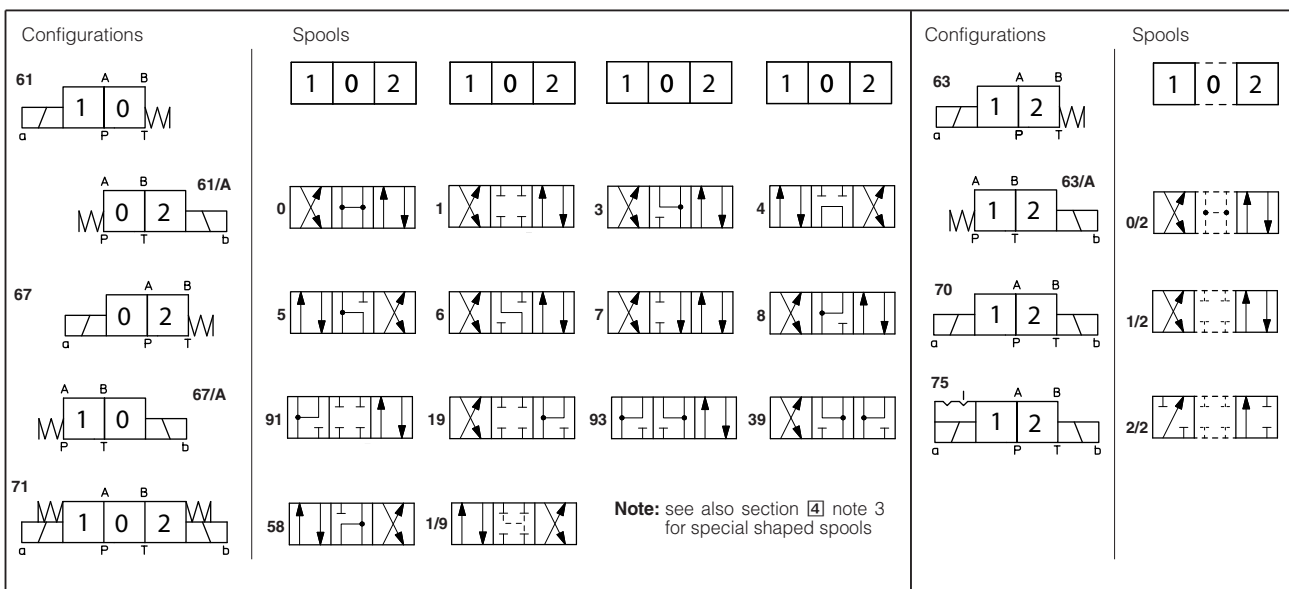 Configurations Spools Configurations Spools
61 A B 1 0 a P T
1 0 2 1 0 2 1 0 2 1 0 2
63 A B 1 2 a P T
1 0 2
A B 61/A 0 2 P T b
0 1 3 4
A B 63/A 1 2 P T b
0/2
67 A B 0 2 a P T
5 6 7 8
70 A B 1 2 a P T b
1/2
A B 67/A 1 0 P T b
91 19 93 39
75 A B 1 2 a P T b
2/2
71 A B 1 0 2 a P T b
58 1/9
Note: see also section 4 note 3
for special shaped spools